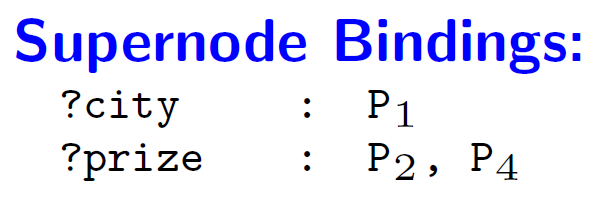 Supernode Bindings:
?city : P₁
?prize : P₂, P₄